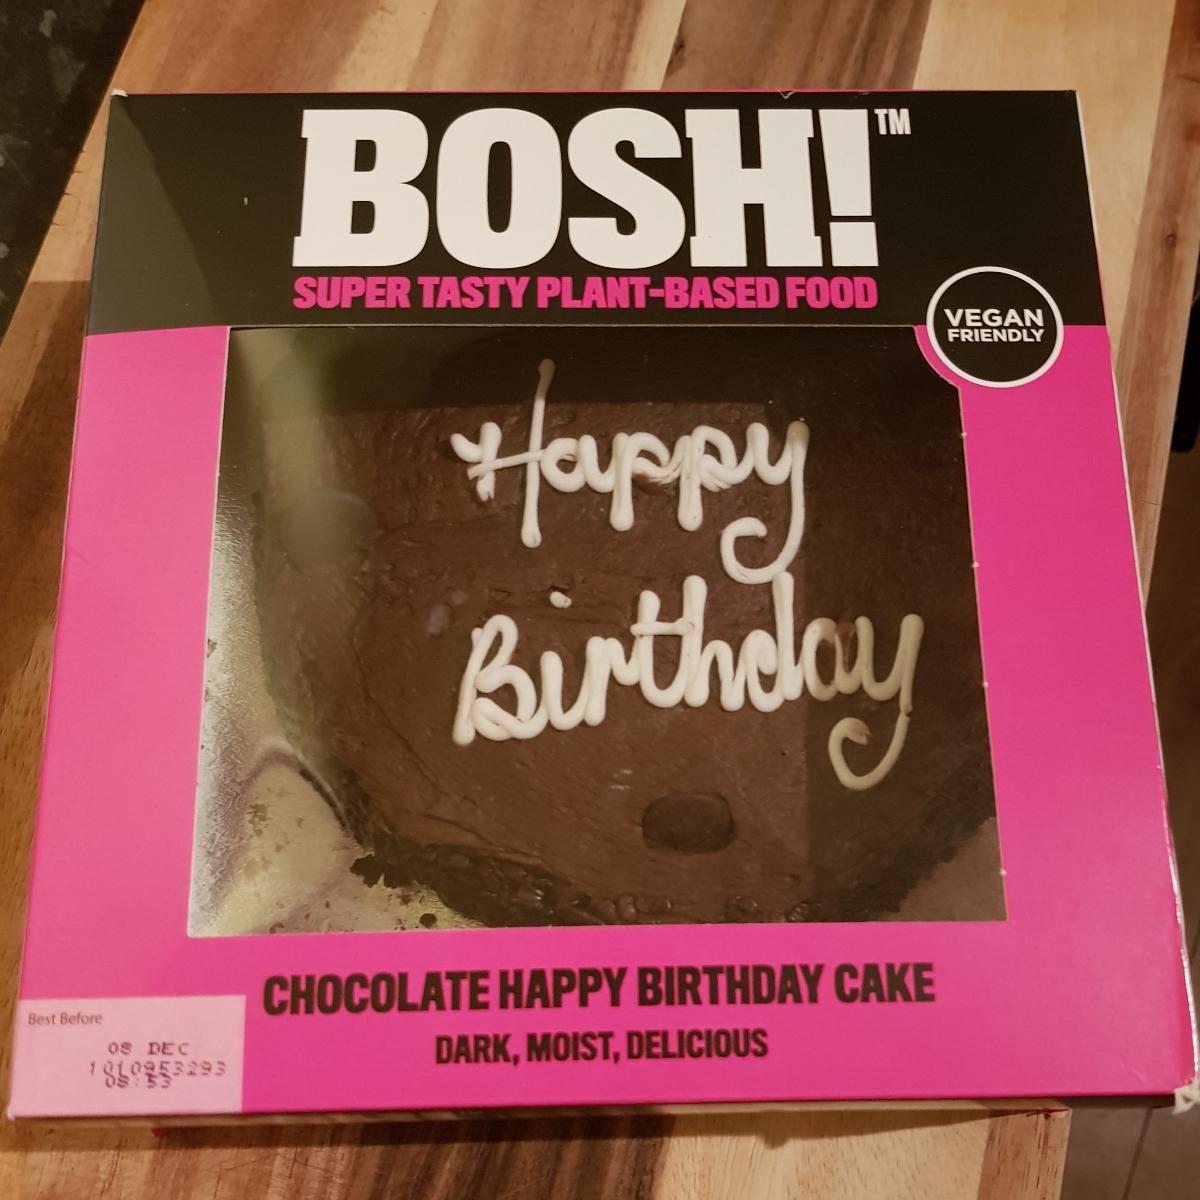 BOSH!™
SUPER TASTY PLANT-BASED FOOD
VEGAN
FRIENDLY
Happy
Birthday
CHOCOLATE HAPPY BIRTHDAY CAKE
DARK, MOIST, DELICIOUS
Best Before
08 DEC
1010953293
08:53